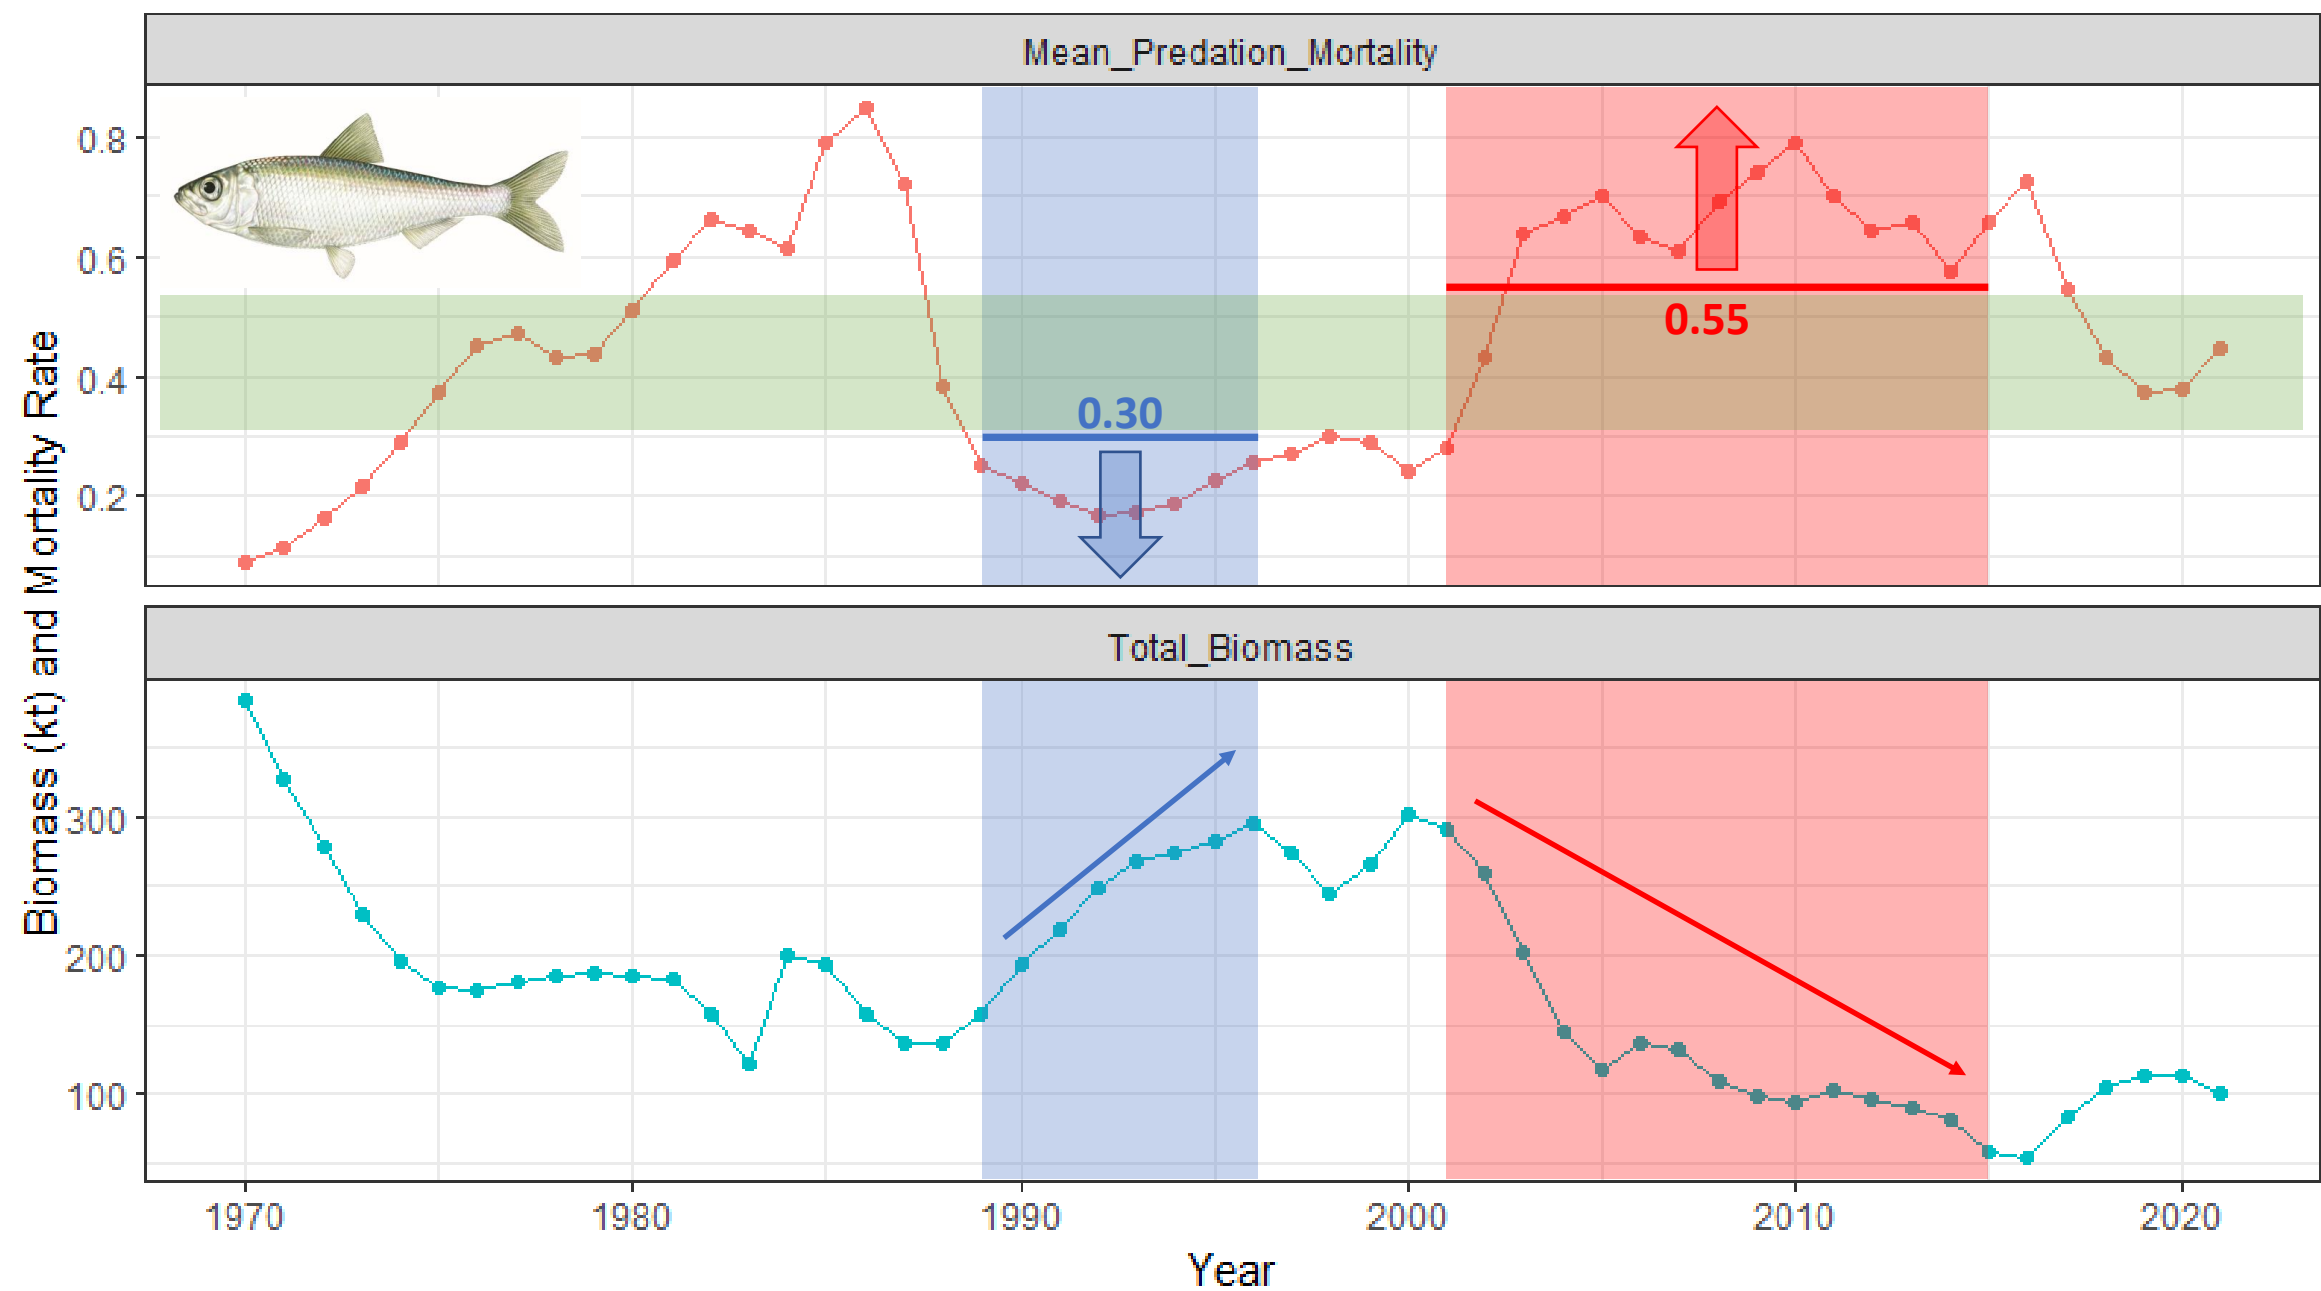 Mean_Predation_Mortality
0.8
0.6
0.4
0.2
0.30
0.55
Biomass (kt) and Mortality Rate
Total_Biomass
300
200
100
1970 1980 1990 2000 2010 2020
Year